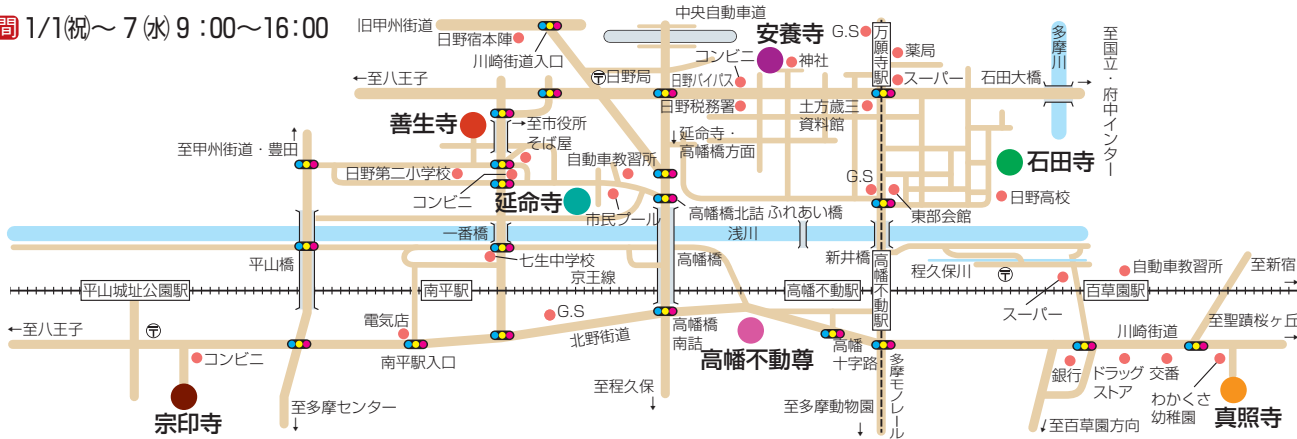 間 1/1(祝)～7(水) 9:00～16:00
旧甲州街道
日野宿本陣
川崎街道入口
中央自動車道
安養寺
コンビニ
神社
G.S
万願寺駅
薬局
スーパー
多摩川
至国立・府中インター
←至八王子
〒日野局
日野バイパス
石田大橋
日野税務署
土方歳三
資料館
善生寺
→至市役所
そば屋
延命寺・
高幡橋方面
至甲州街道・豊田
自動車教習所
日野第二小学校
コンビニ
延命寺
市民プール
石田寺
日野高校
G.S
東部会館
高幡橋北詰
ふれあい橋
一番橋
浅川
平山橋
七生中学校
京王線
高幡橋
新井橋
程久保川
〒
自動車教習所
至新宿
平山城址公園駅
南平駅
高幡不動駅
高幡不動駅
スーパー
百草園駅
←至八王子
〒
電気店
G.S
北野街道
高幡橋
南詰
川崎街道
至聖蹟桜ヶ丘
コンビニ
南平駅入口
高幡不動尊
高幡
十字路
多摩モノレール
銀行
ドラッグ
ストア
交番
わかくさ
幼稚園
宗印寺
至多摩センター
至程久保
至多摩動物園
至百草園方向
真照寺